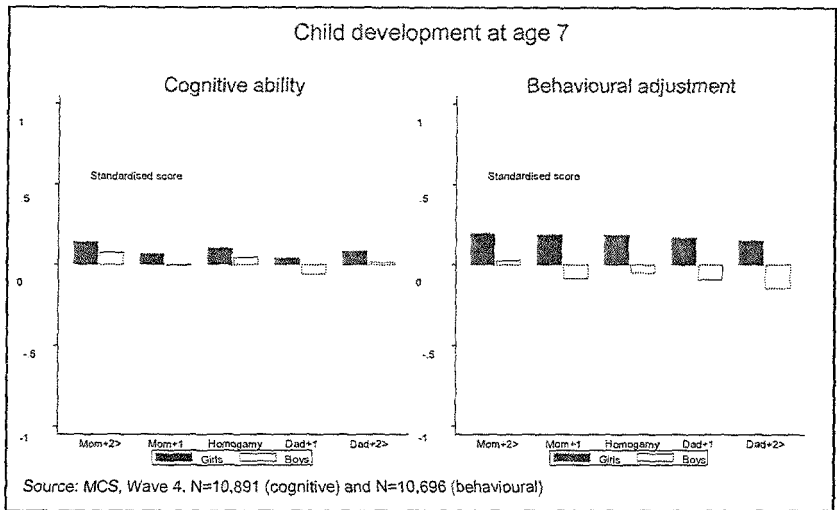 Child development at age 7
Cognitive ability
1
Standardised score
.5
0
-.5
-1
Mom+2> Mom+1 Homogamy Dad+1 Dad+2>
Girls Boys
Behavioural adjustment
1
Standardised score
.5
0
-.5
-1
Mom+2> Mom+1 Homogamy Dad+1 Dad+2>
Girls Boys
Source: MCS, Wave 4, N=10,891 (cognitive) and N=10,696 (behavioural)